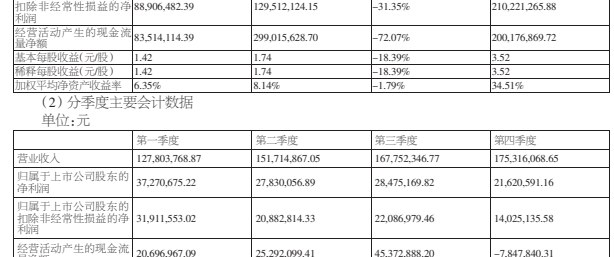 扣除非经常性损益的净利润 88,906,482.39 129,512,124.15 -31.35% 210,221,265.88
经营活动产生的现金流量净额 83,514,114.39 299,015,628.70 -72.07% 200,176,869.72
基本每股收益(元/股) 1.42 1.74 -18.39% 3.52
稀释每股收益(元/股) 1.42 1.74 -18.39% 3.52
加权平均净资产收益率 6.35% 8.14% -1.79% 34.51%
(2)分季度主要会计数据
单位:元
第一季度 第二季度 第三季度 第四季度
营业收入 127,803,768.87 151,714,867.05 167,752,346.77 175,316,068.65
归属于上市公司股东的净利润 37,270,675.22 27,830,056.89 28,475,169.82 21,620,591.16
归属于上市公司股东的扣除非经常性损益的净利润 31,911,553.02 20,882,814.33 22,086,979.46 14,025,135.58
经营活动产生的现金流量净额 20,696,967.09 25,292,099.41 45,372,888.20 -7,847,840.31